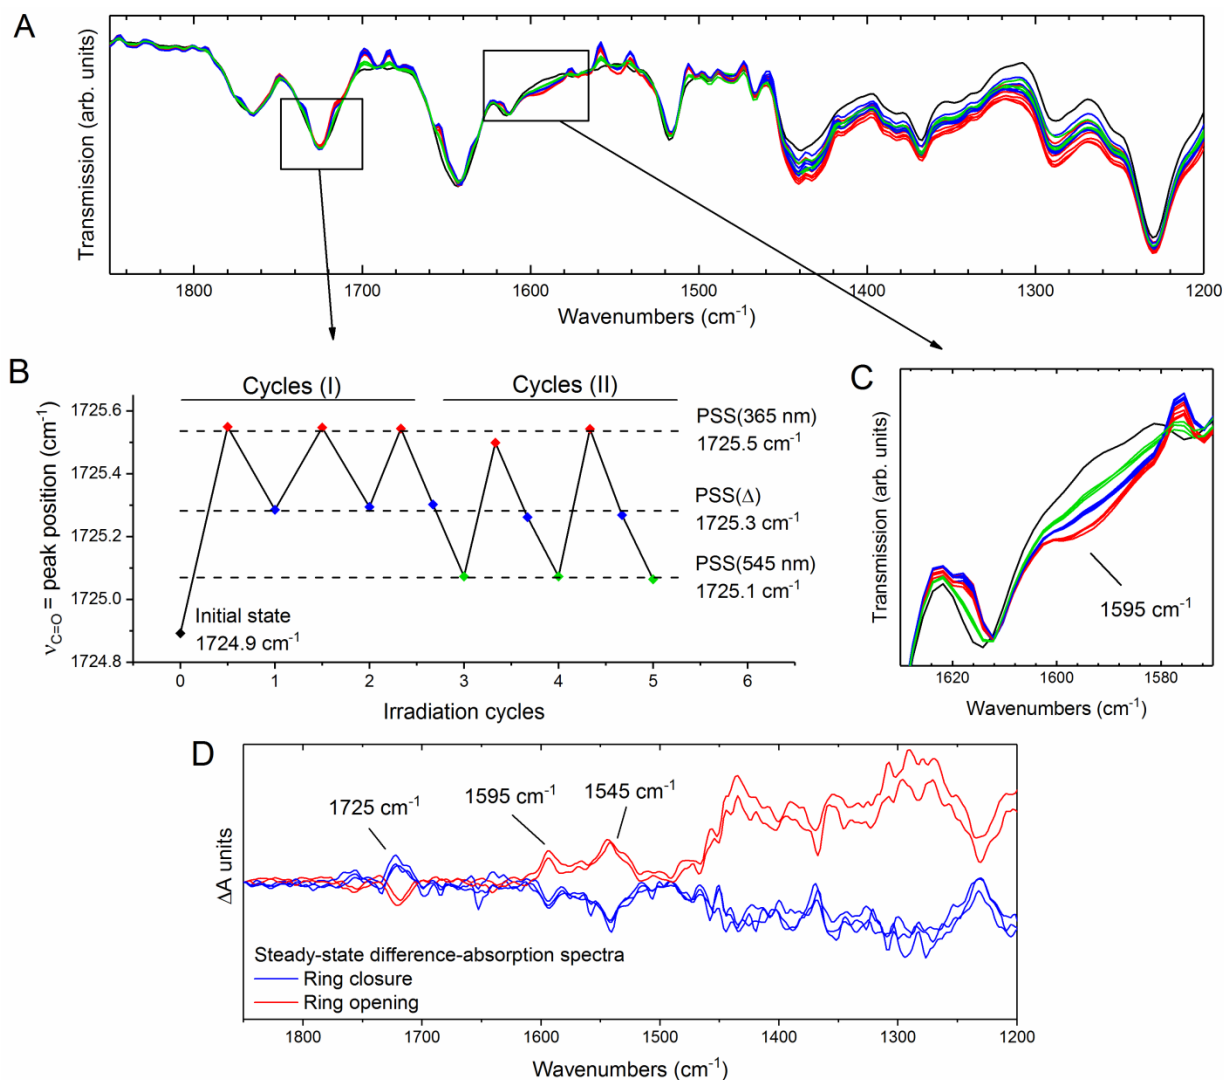 A
Transmission (arb. units)
1800 1700 1600 1500 1400 1300 1200
Wavenumbers (cm⁻¹)
B
Cycles (I) Cycles (II)
ν_C=O = peak position (cm⁻¹)
1725.6
1725.4
1725.2
1725.0
1724.8
PSS(365 nm)
1725.5 cm⁻¹
PSS(Δ)
1725.3 cm⁻¹
PSS(545 nm)
1725.1 cm⁻¹
Initial state
1724.9 cm⁻¹
0 1 2 3 4 5 6
Irradiation cycles
C
Transmission (arb. units)
1595 cm⁻¹
1620 1600 1580
Wavenumbers (cm⁻¹)
D
ΔA units
1725 cm⁻¹
1595 cm⁻¹
1545 cm⁻¹
Steady-state difference-absorption spectra
Ring closure
Ring opening
1800 1700 1600 1500 1400 1300 1200
Wavenumbers (cm⁻¹)